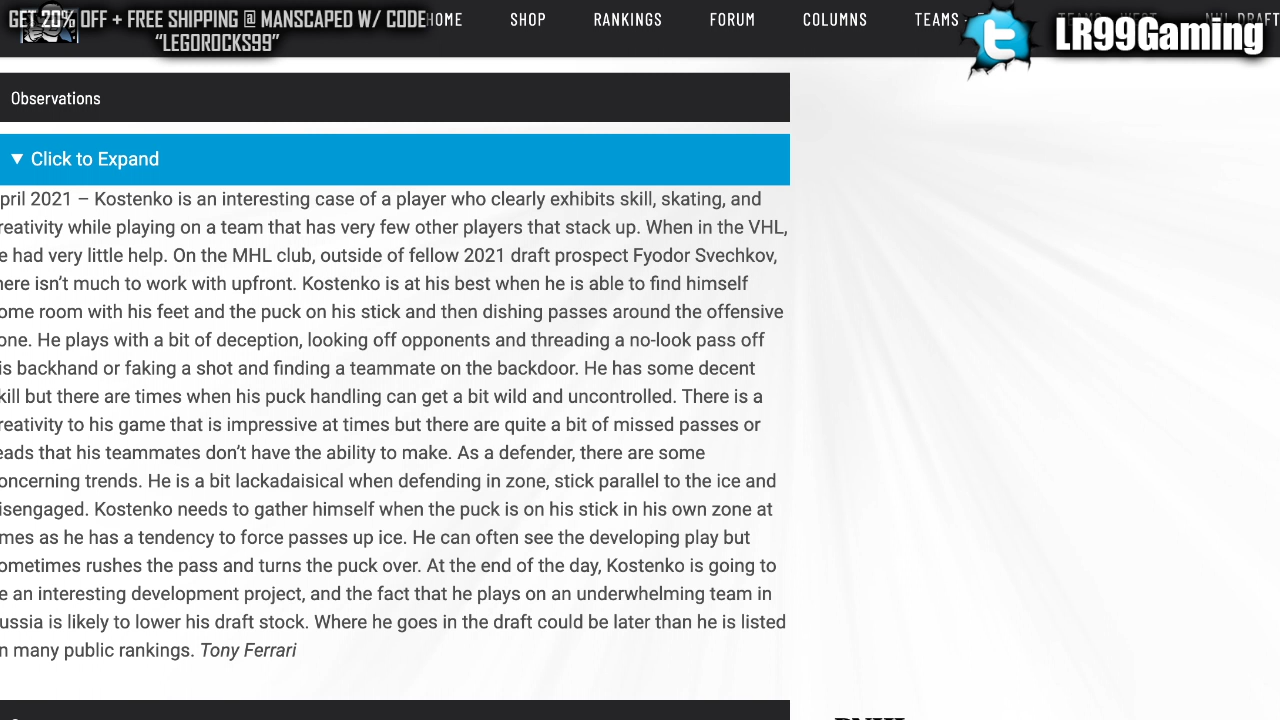 GET 20% OFF + FREE SHIPPING @ MANSCAPED W/ CODE
"LEGOROCKS99"
HOME SHOP RANKINGS FORUM COLUMNS TEAMS
LR99Gaming
Observations
▼ Click to Expand
pril 2021 – Kostenko is an interesting case of a player who clearly exhibits skill, skating, and
reativity while playing on a team that has very few other players that stack up. When in the VHL,
e had very little help. On the MHL club, outside of fellow 2021 draft prospect Fyodor Svechkov,
here isn't much to work with upfront. Kostenko is at his best when he is able to find himself
ome room with his feet and the puck on his stick and then dishing passes around the offensive
one. He plays with a bit of deception, looking off opponents and threading a no-look pass off
is backhand or faking a shot and finding a teammate on the backdoor. He has some decent
kill but there are times when his puck handling can get a bit wild and uncontrolled. There is a
reativity to his game that is impressive at times but there are quite a bit of missed passes or
eads that his teammates don't have the ability to make. As a defender, there are some
oncerning trends. He is a bit lackadaisical when defending in zone, stick parallel to the ice and
isengaged. Kostenko needs to gather himself when the puck is on his stick in his own zone at
mes as he has a tendency to force passes up ice. He can often see the developing play but
ometimes rushes the pass and turns the puck over. At the end of the day, Kostenko is going to
e an interesting development project, and the fact that he plays on an underwhelming team in
ussia is likely to lower his draft stock. Where he goes in the draft could be later than he is listed
n many public rankings. Tony Ferrari